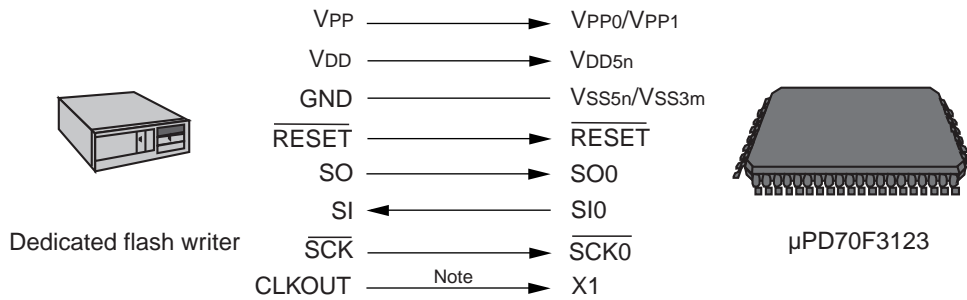 VPP VPP0/VPP1
VDD VDD5n
GND VSS5n/VSS3m
RESET RESET
SO SO0
SI SI0
Dedicated flash writer µPD70F3123
SCK SCK0
CLKOUT Note X1